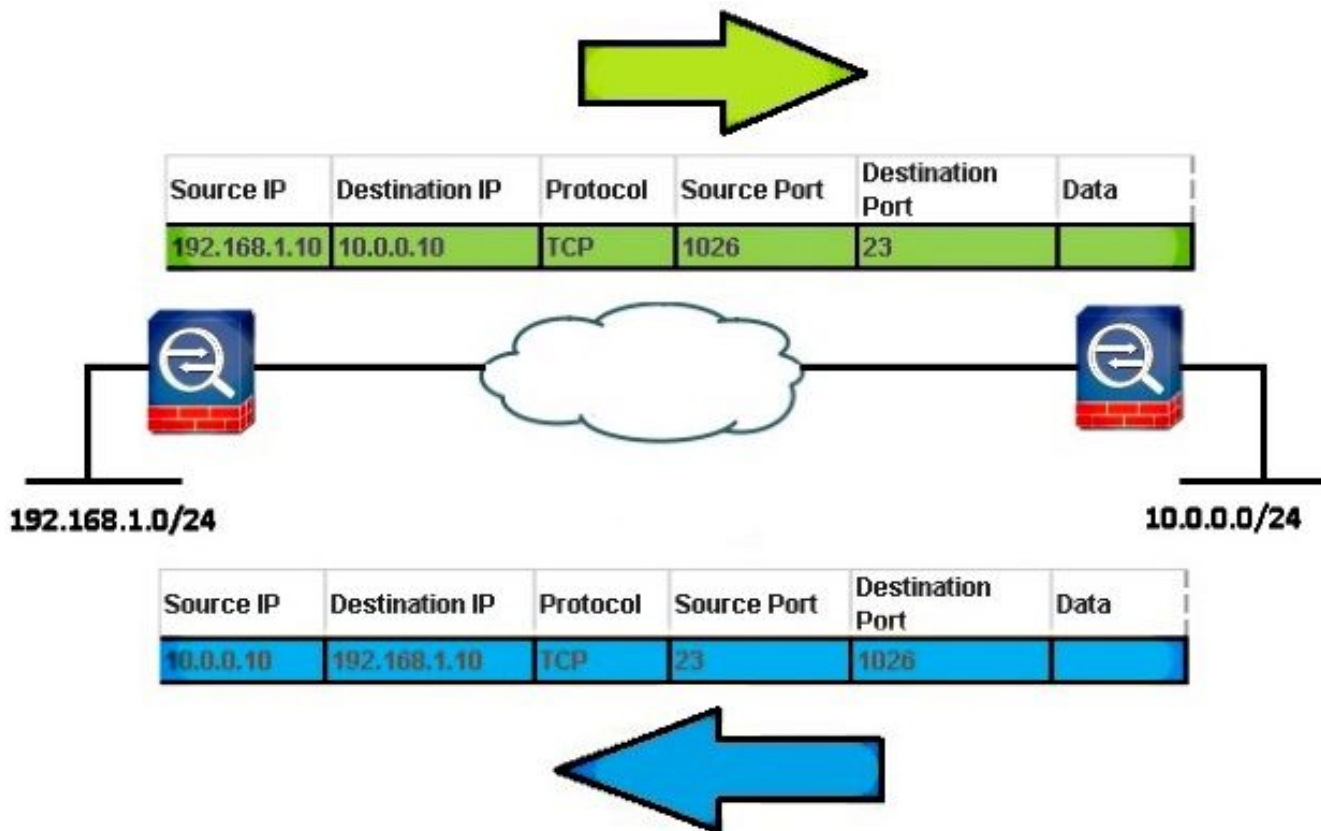 Source IP Destination IP Protocol Source Port Destination Port Data
192.168.1.10 10.0.0.10 TCP 1026 23
192.168.1.0/24
10.0.0.0/24
Source IP Destination IP Protocol Source Port Destination Port Data
10.0.0.10 192.168.1.10 TCP 23 1026